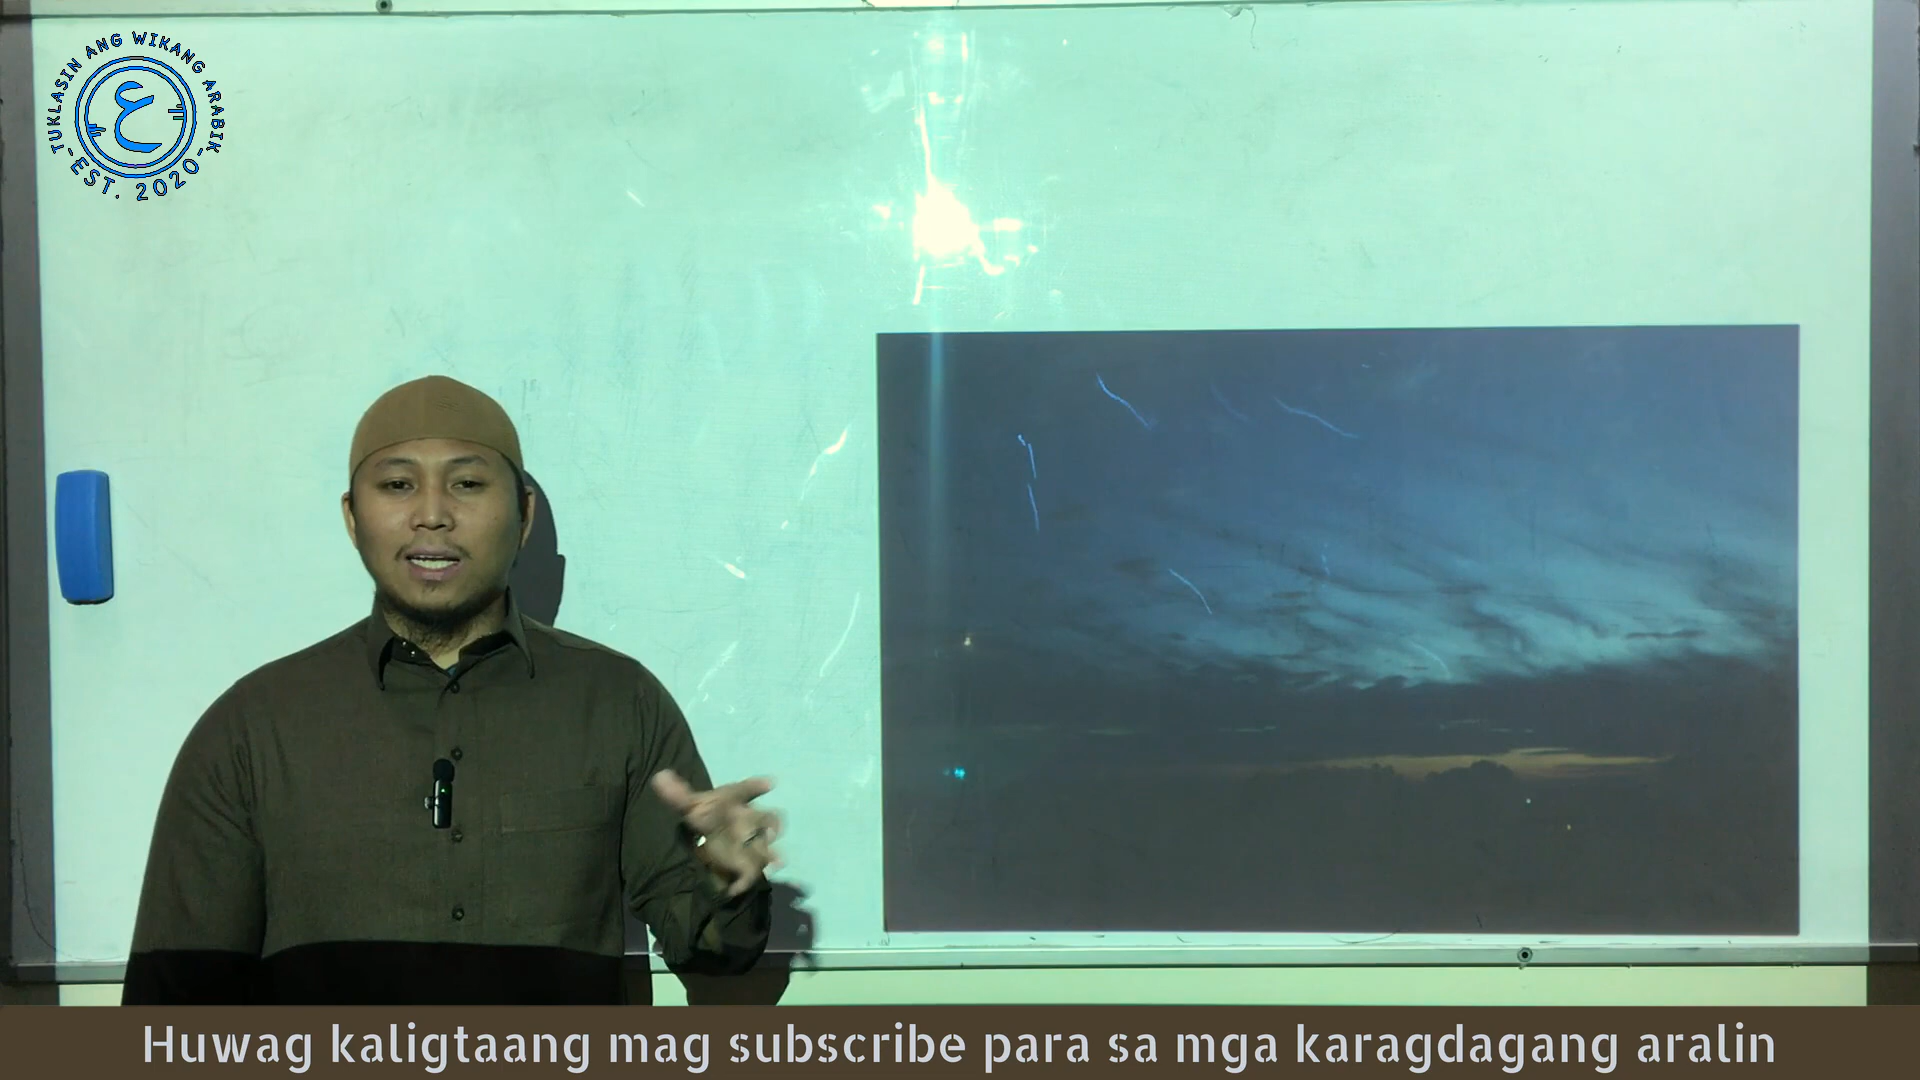 TUKLASIN ANG WIKANG ARABIK
ع
-EST. 2020-
Huwag kaligtaang mag subscribe para sa mga karagdagang aralin